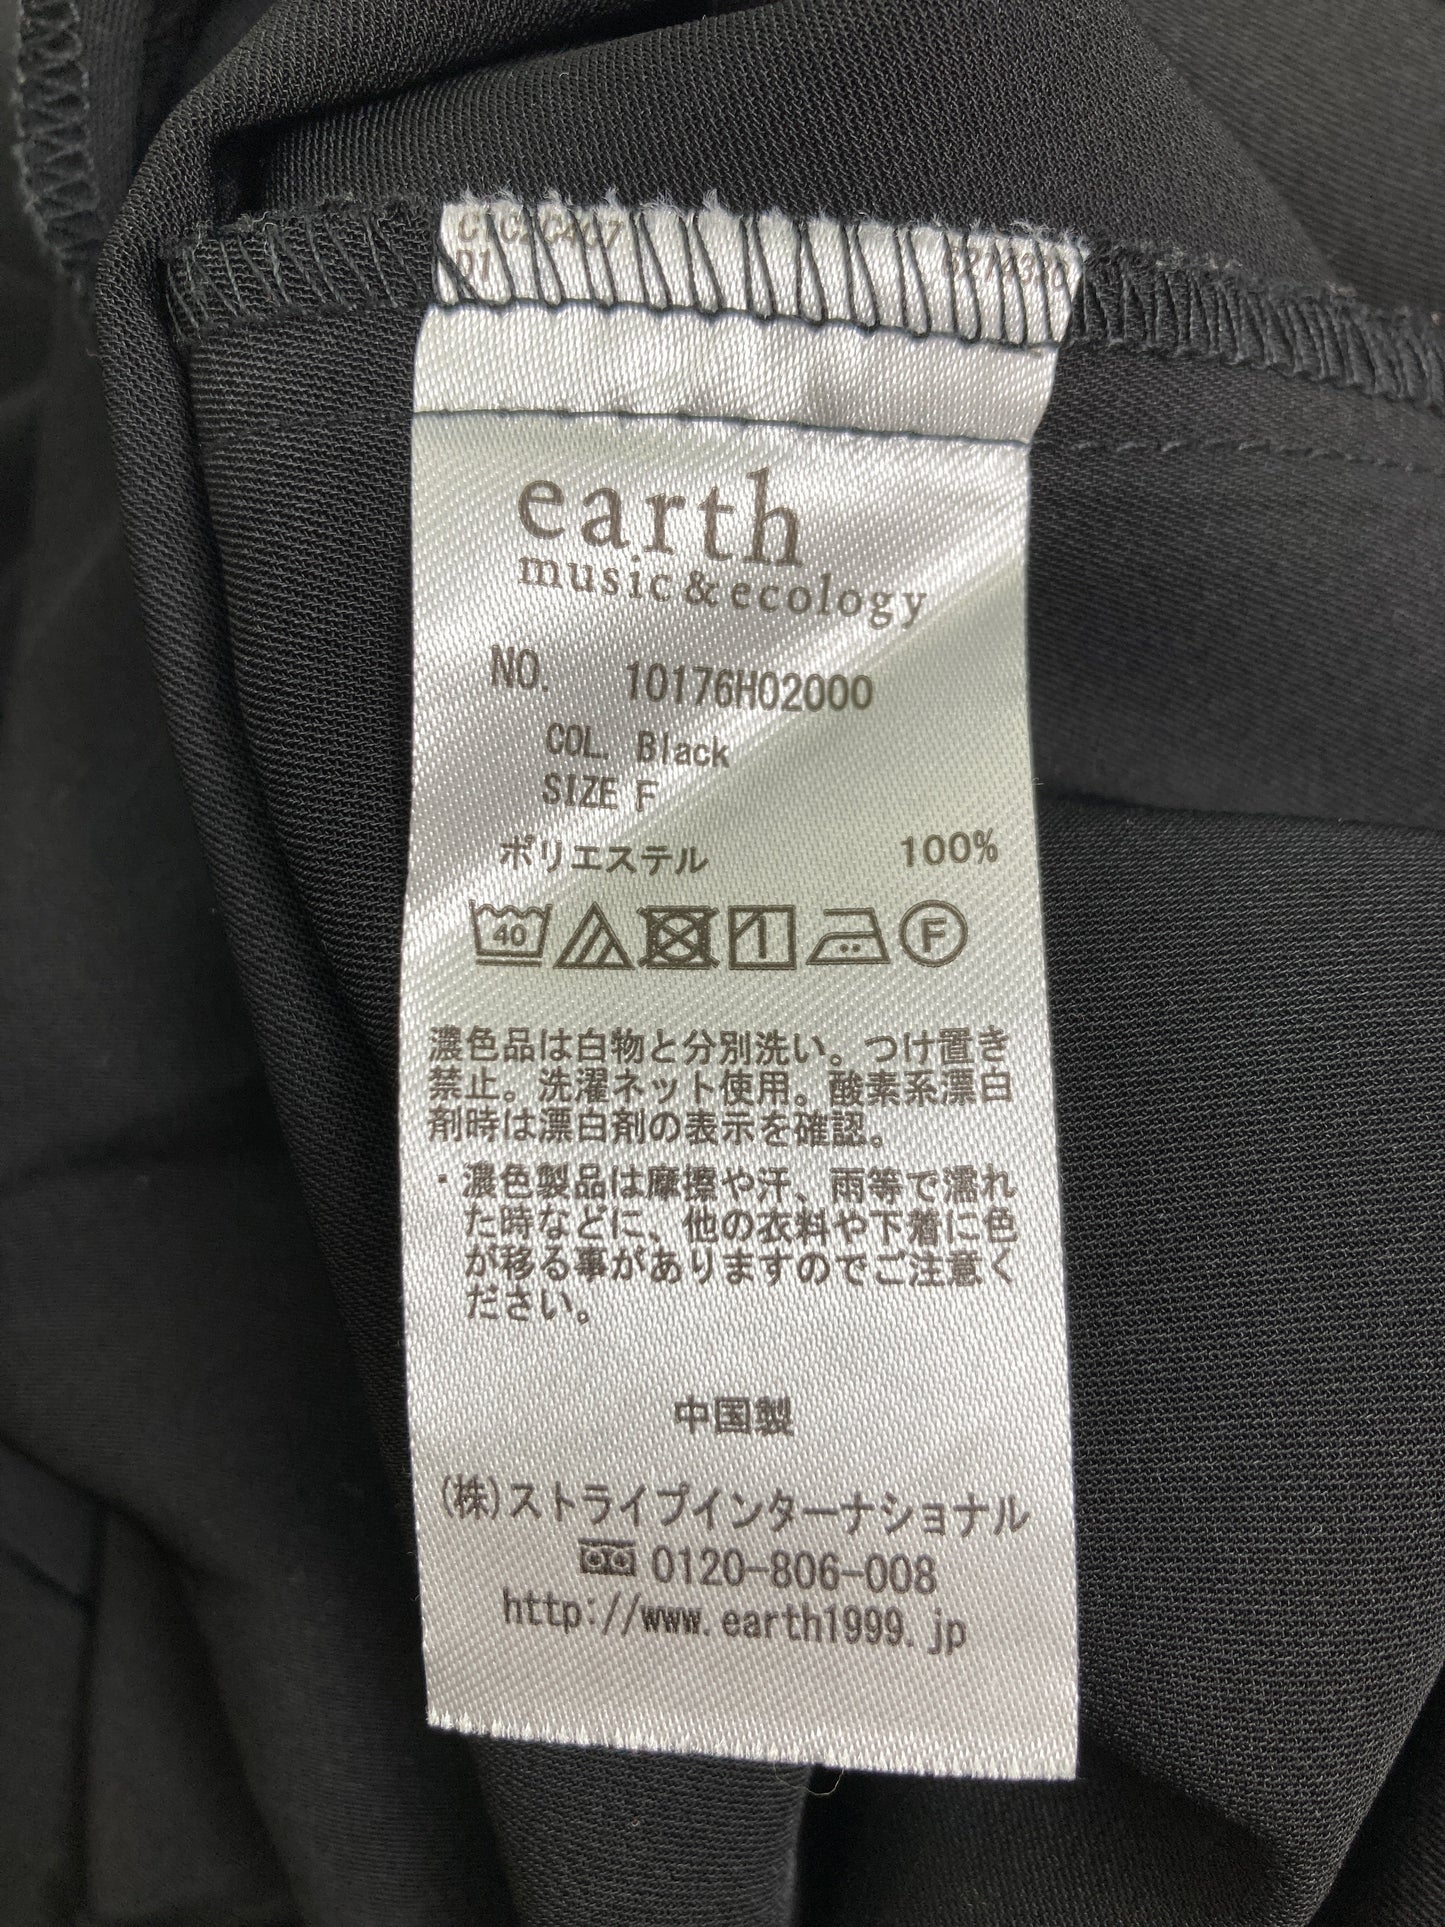 earth
music&ecology
NO. 10176H02000
COL. Black
SIZE F
ポリエステル 100%
40 F
濃色品は白物と分別洗い。つけ置き
禁止。洗濯ネット使用。酸素系漂白
剤時は漂白剤の表示を確認。
・濃色製品は摩擦や汗、雨等で濡れ
た時などに、他の衣料や下着に色
が移る事がありますのでご注意く
ださい。
中国製
(株)ストライプインターナショナル
0120-806-008
http://www.earth1999.jp